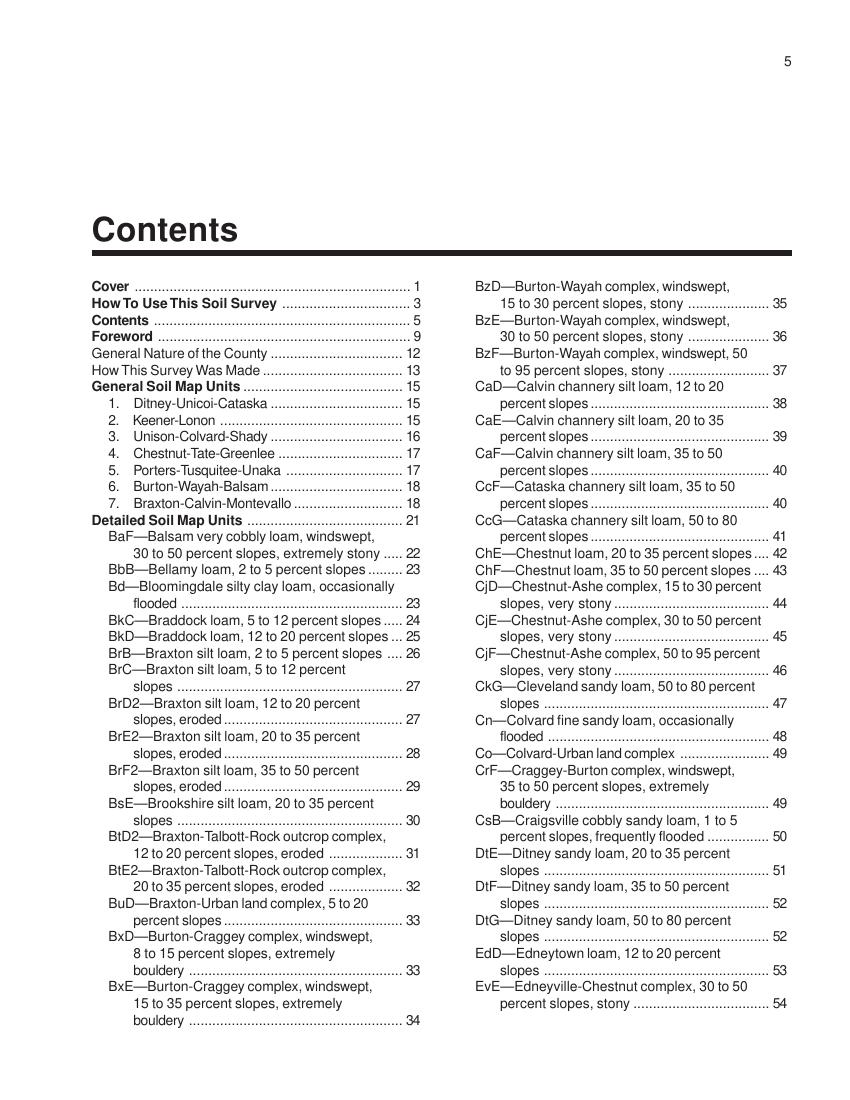 5
Contents
Cover ....................................................................... 1
How To Use This Soil Survey ................................. 3
Contents .................................................................. 5
Foreword ................................................................. 9
General Nature of the County .................................. 12
How This Survey Was Made .................................... 13
General Soil Map Units ......................................... 15
1. Ditney-Unicoi-Cataska .................................. 15
2. Keener-Lonon ............................................... 15
3. Unison-Colvard-Shady ................................... 16
4. Chestnut-Tate-Greenlee ................................ 17
5. Porters-Tusquitee-Unaka .............................. 17
6. Burton-Wayah-Balsam .................................. 18
7. Braxton-Calvin-Montevallo ............................ 18
Detailed Soil Map Units ........................................ 21
BaF—Balsam very cobbly loam, windswept,
30 to 50 percent slopes, extremely stony ..... 22
BbB—Bellamy loam, 2 to 5 percent slopes ......... 23
Bd—Bloomingdale silty clay loam, occasionally
flooded ......................................................... 23
BkC—Braddock loam, 5 to 12 percent slopes ..... 24
BkD—Braddock loam, 12 to 20 percent slopes ... 25
BrB—Braxton silt loam, 2 to 5 percent slopes .... 26
BrC—Braxton silt loam, 5 to 12 percent
slopes .......................................................... 27
BrD2—Braxton silt loam, 12 to 20 percent
slopes, eroded .............................................. 27
BrE2—Braxton silt loam, 20 to 35 percent
slopes, eroded .............................................. 28
BrF2—Braxton silt loam, 35 to 50 percent
slopes, eroded .............................................. 29
BsE—Brookshire silt loam, 20 to 35 percent
slopes .......................................................... 30
BtD2—Braxton-Talbott-Rock outcrop complex,
12 to 20 percent slopes, eroded ................... 31
BtE2—Braxton-Talbott-Rock outcrop complex,
20 to 35 percent slopes, eroded ................... 32
BuD—Braxton-Urban land complex, 5 to 20
percent slopes .............................................. 33
BxD—Burton-Craggey complex, windswept,
8 to 15 percent slopes, extremely
bouldery ....................................................... 33
BxE—Burton-Craggey complex, windswept,
15 to 35 percent slopes, extremely
bouldery ....................................................... 34
BzD—Burton-Wayah complex, windswept,
15 to 30 percent slopes, stony ..................... 35
BzE—Burton-Wayah complex, windswept,
30 to 50 percent slopes, stony ..................... 36
BzF—Burton-Wayah complex, windswept, 50
to 95 percent slopes, stony .......................... 37
CaD—Calvin channery silt loam, 12 to 20
percent slopes .............................................. 38
CaE—Calvin channery silt loam, 20 to 35
percent slopes .............................................. 39
CaF—Calvin channery silt loam, 35 to 50
percent slopes .............................................. 40
CcF—Cataska channery silt loam, 35 to 50
percent slopes .............................................. 40
CcG—Cataska channery silt loam, 50 to 80
percent slopes .............................................. 41
ChE—Chestnut loam, 20 to 35 percent slopes .... 42
ChF—Chestnut loam, 35 to 50 percent slopes .... 43
CjD—Chestnut-Ashe complex, 15 to 30 percent
slopes, very stony ........................................ 44
CjE—Chestnut-Ashe complex, 30 to 50 percent
slopes, very stony ........................................ 45
CjF—Chestnut-Ashe complex, 50 to 95 percent
slopes, very stony ........................................ 46
CkG—Cleveland sandy loam, 50 to 80 percent
slopes .......................................................... 47
Cn—Colvard fine sandy loam, occasionally
flooded ......................................................... 48
Co—Colvard-Urban land complex ....................... 49
CrF—Craggey-Burton complex, windswept,
35 to 50 percent slopes, extremely
bouldery ....................................................... 49
CsB—Craigsville cobbly sandy loam, 1 to 5
percent slopes, frequently flooded ................ 50
DtE—Ditney sandy loam, 20 to 35 percent
slopes .......................................................... 51
DtF—Ditney sandy loam, 35 to 50 percent
slopes .......................................................... 52
DtG—Ditney sandy loam, 50 to 80 percent
slopes .......................................................... 52
EdD—Edneytown loam, 12 to 20 percent
slopes .......................................................... 53
EvE—Edneyville-Chestnut complex, 30 to 50
percent slopes, stony ................................... 54